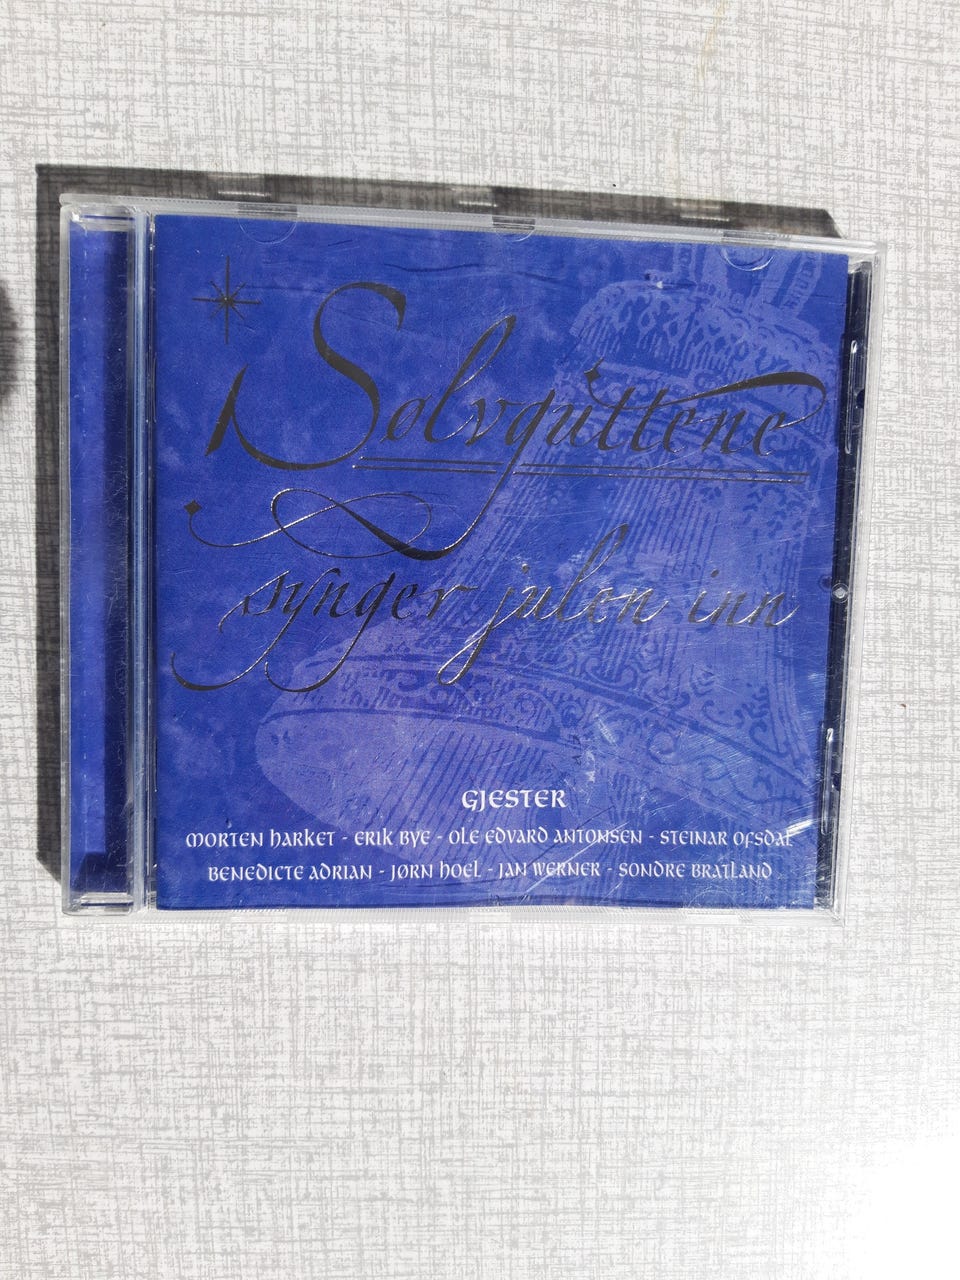 Sølvguttene
synger julen inn
GJESTER
MORTEN HARKET - ERIK BYE - OLE EDVARD ANTONSEN - STEINAR OFSDAL
BENEDICTE ADRIAN - JØRN HOEL - JAN WERNER - SONDRE BRATLAND